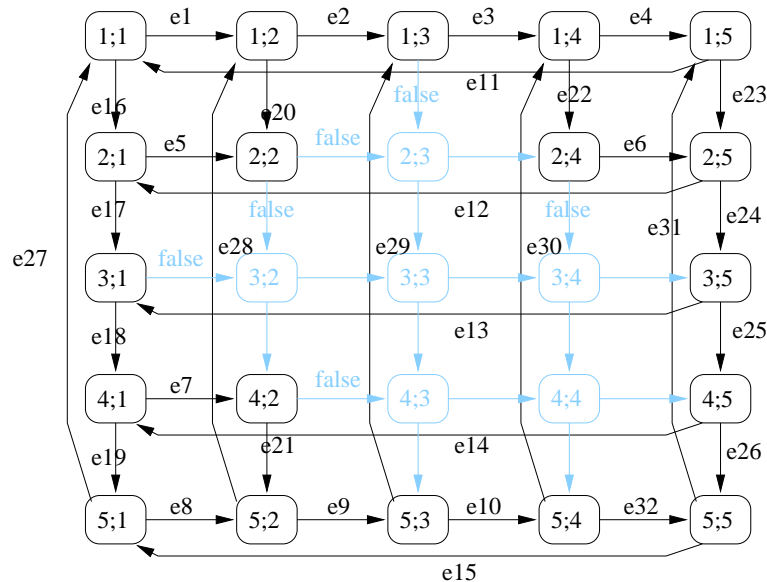 e1 e2 e3 e4
1;1 1;2 1;3 1;4 1;5
e11
e16 e20 false e22 e23
e5 false e6
2;1 2;2 2;3 2;4 2;5
e17 false e12 false e24
e31
e27 false e28 e29 e30
3;1 3;2 3;3 3;4 3;5
e18 e13 e25
e7 false
4;1 4;2 4;3 4;4 4;5
e19 e21 e14 e26
e8 e9 e10 e32
5;1 5;2 5;3 5;4 5;5
e15